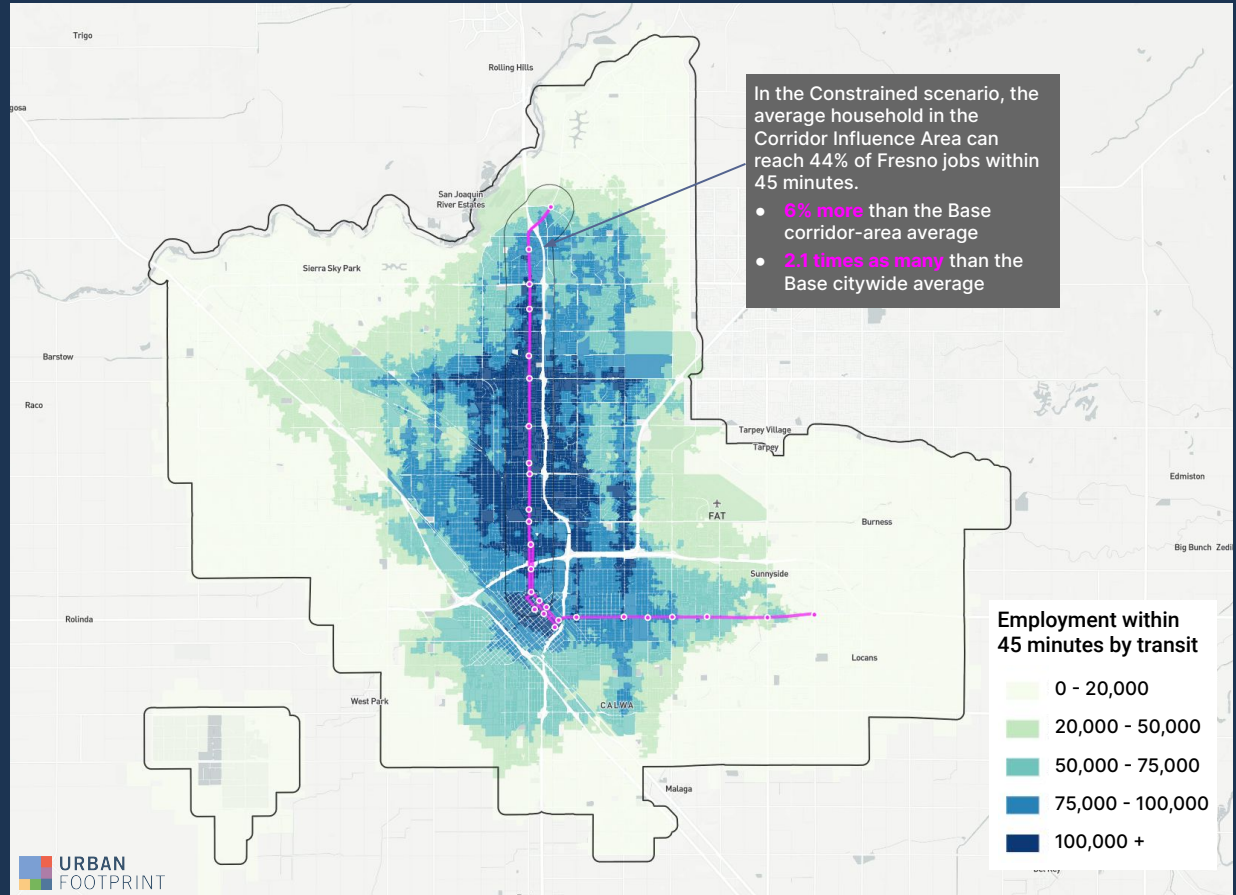 Trigo
Rolling Hills
gosa
In the Constrained scenario, the
average household in the
Corridor Influence Area can
reach 44% of Fresno jobs within
45 minutes.
● 6% more than the Base
corridor-area average
● 2.1 times as many than the
Base citywide average
San Joaquin
River Estates
Sierra Sky Park
Barstow
Raco
Tarpey Village
Tarpey
Edmiston
FAT
Burness
Big Bunch
Sunnyside
Rolinda
Locans
West Park
CALWA
Malaga
Employment within
45 minutes by transit
0 - 20,000
20,000 - 50,000
50,000 - 75,000
75,000 - 100,000
100,000 +
URBAN
FOOTPRINT